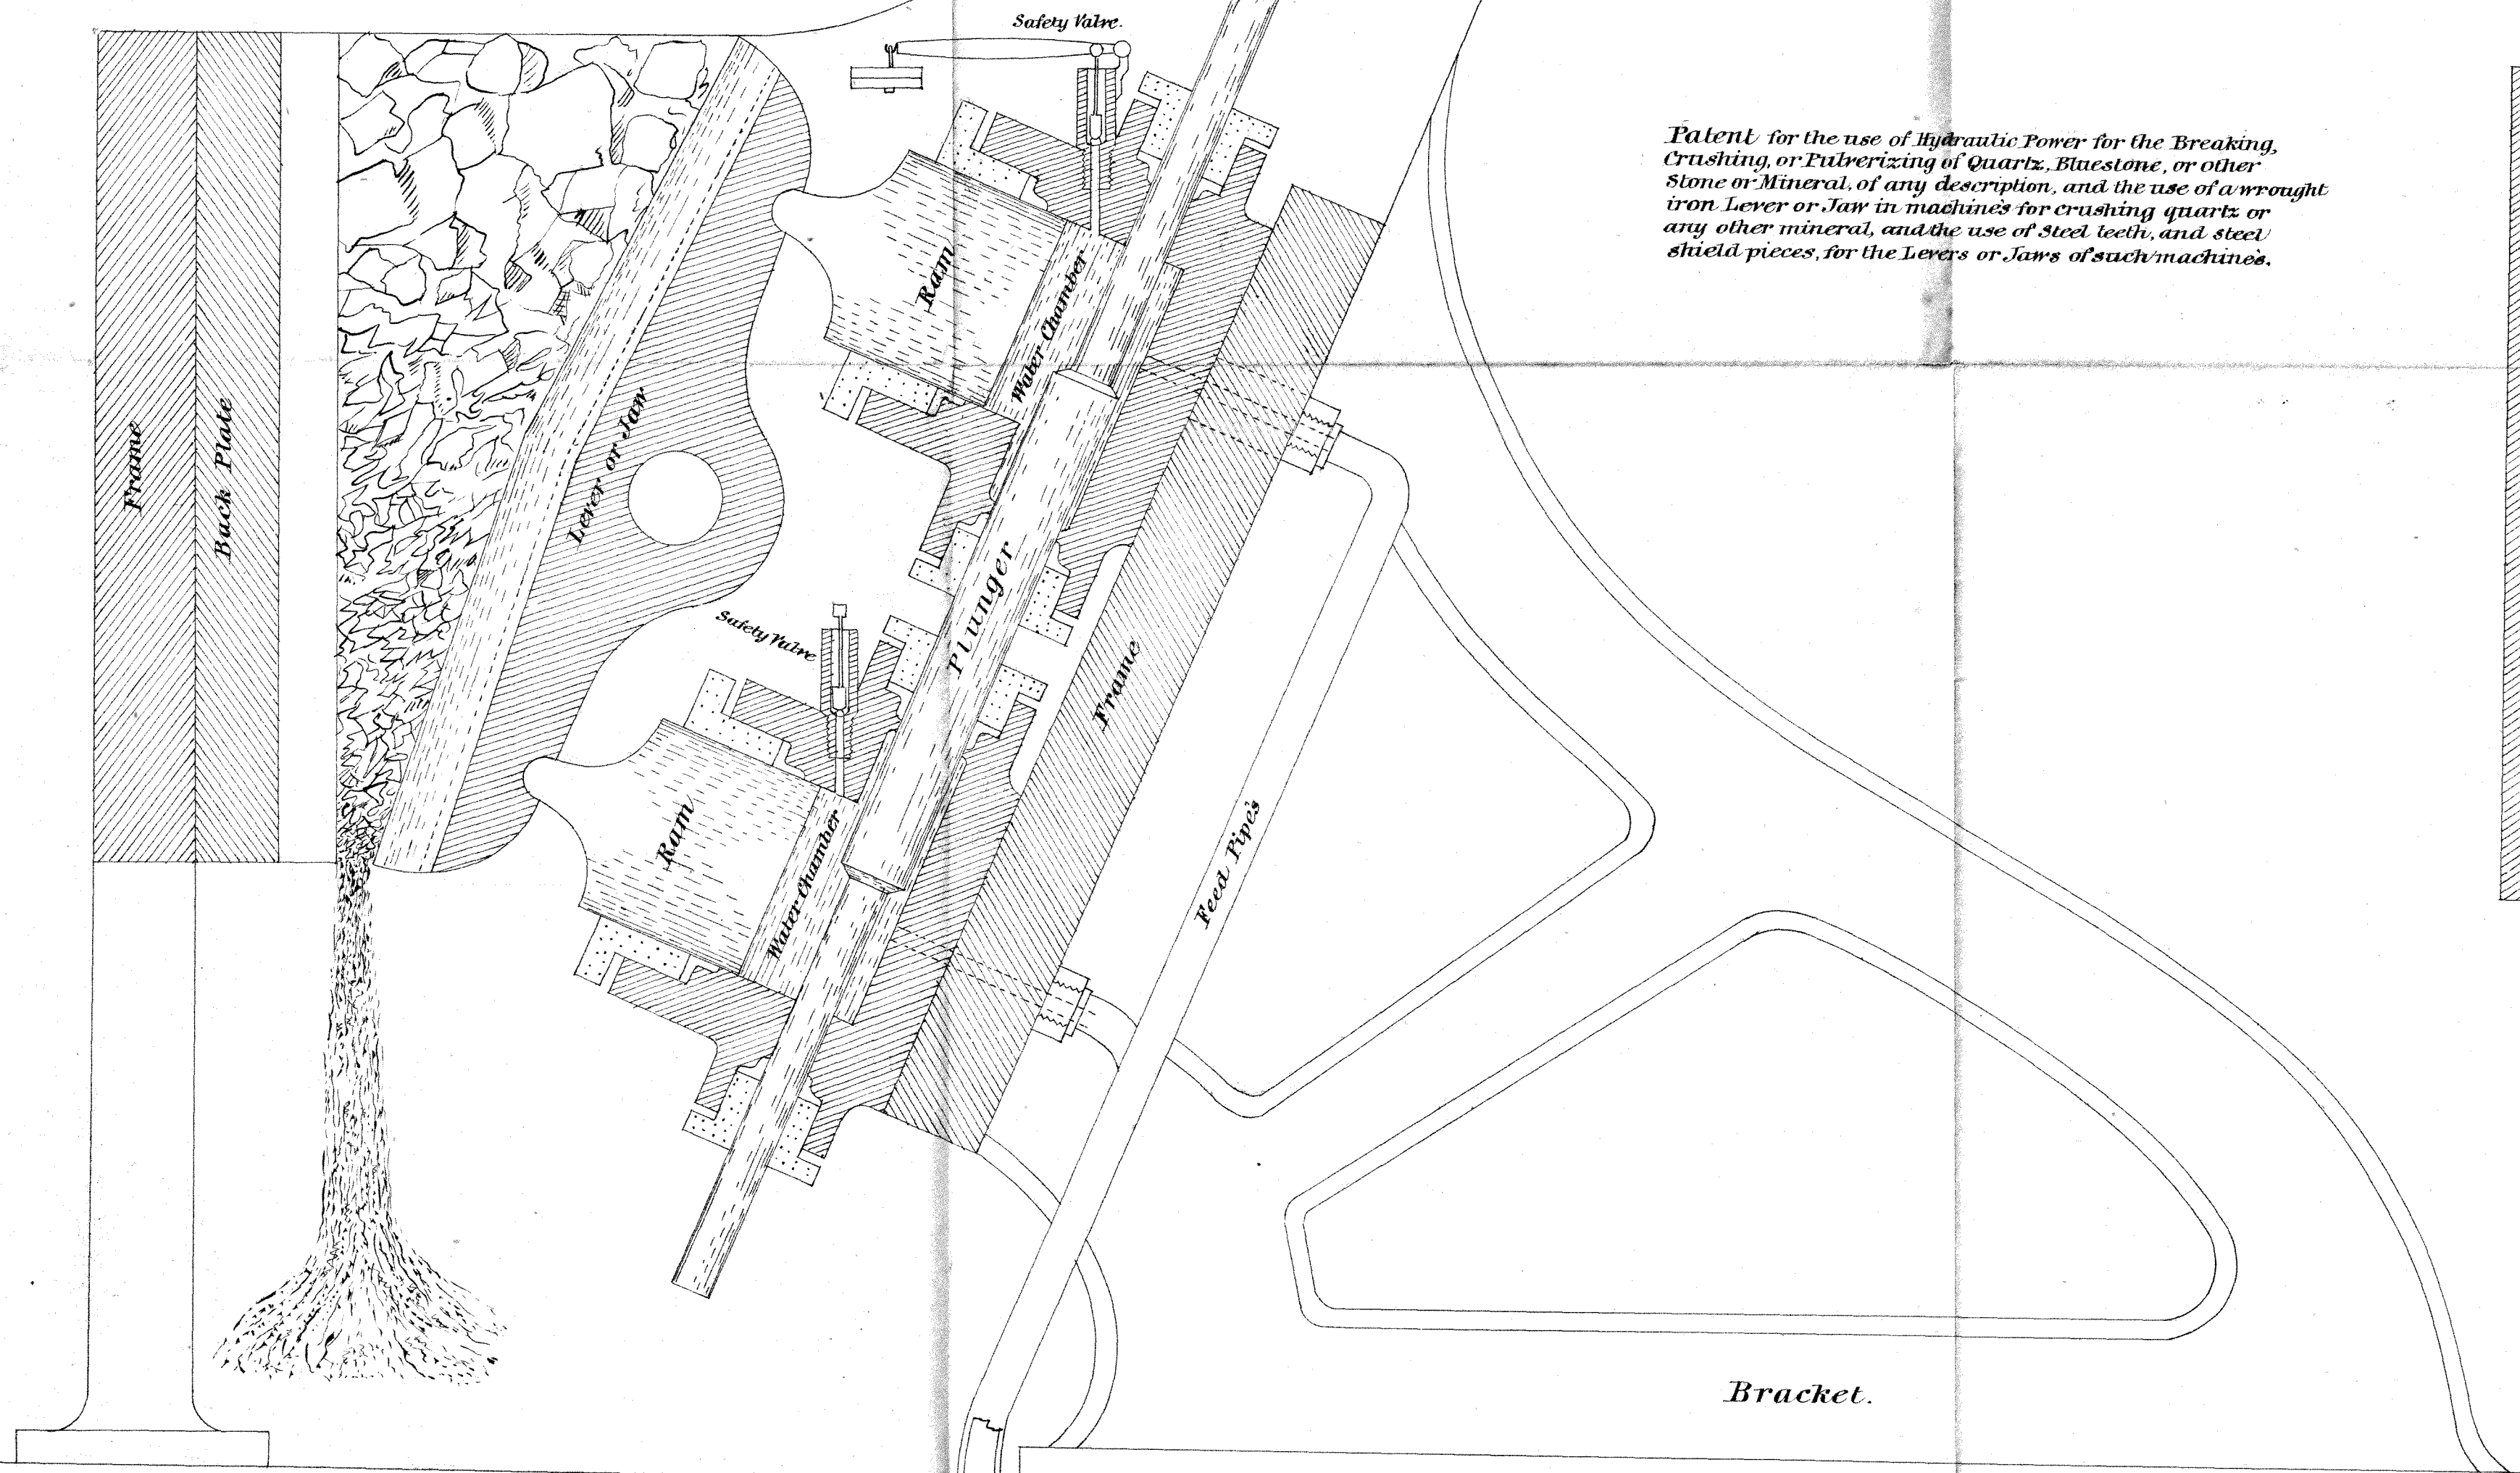 Safety Valve.
Patent for the use of Hydraulic Power for the Breaking,
Crushing, or Pulverizing of Quartz, Bluestone, or other
Stone or Mineral, of any description, and the use of a wrought
iron Lever or Jaw in machines for crushing quartz or
any other mineral, and the use of Steel teeth, and steel
shield pieces, for the Levers or Jaws of such machines.
Frame
Back Plate
Lever or Jaw
Ram
Water Chamber
Plunger
Safety Valve
Frame
Ram
Water Chamber
Feed Pipes
Bracket.